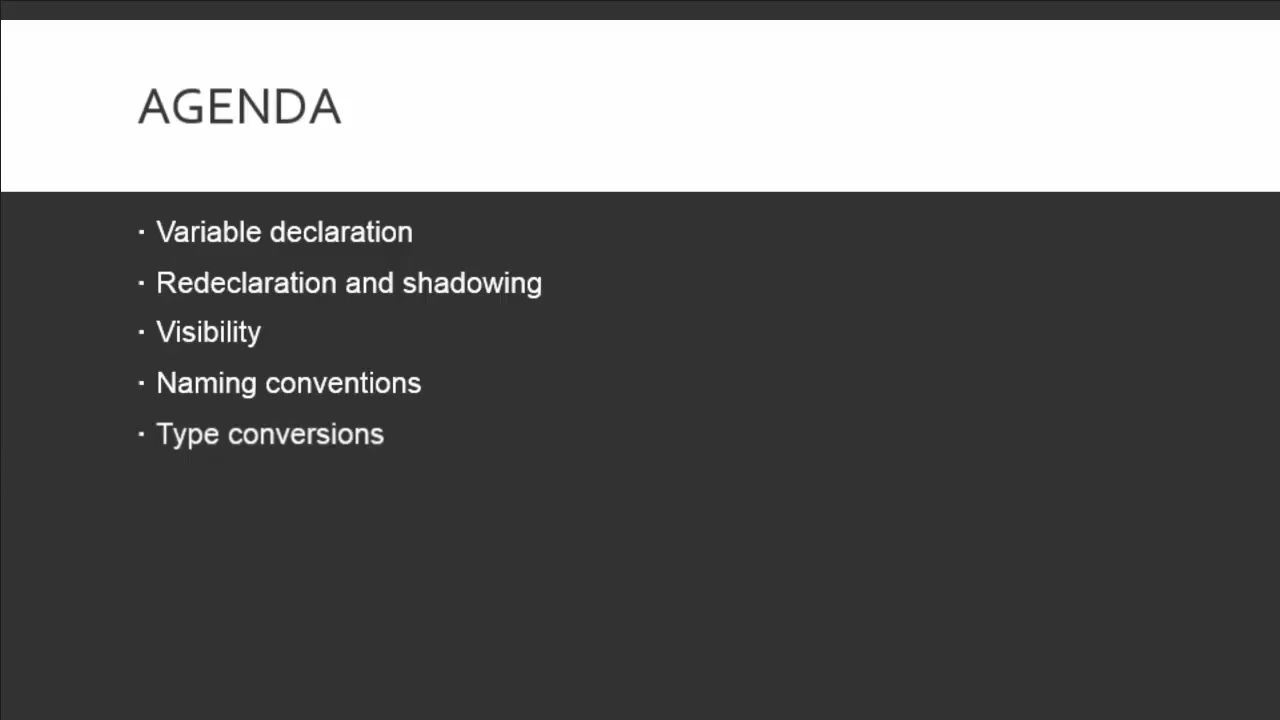 AGENDA
▪ Variable declaration
▪ Redeclaration and shadowing
▪ Visibility
▪ Naming conventions
▪ Type conversions